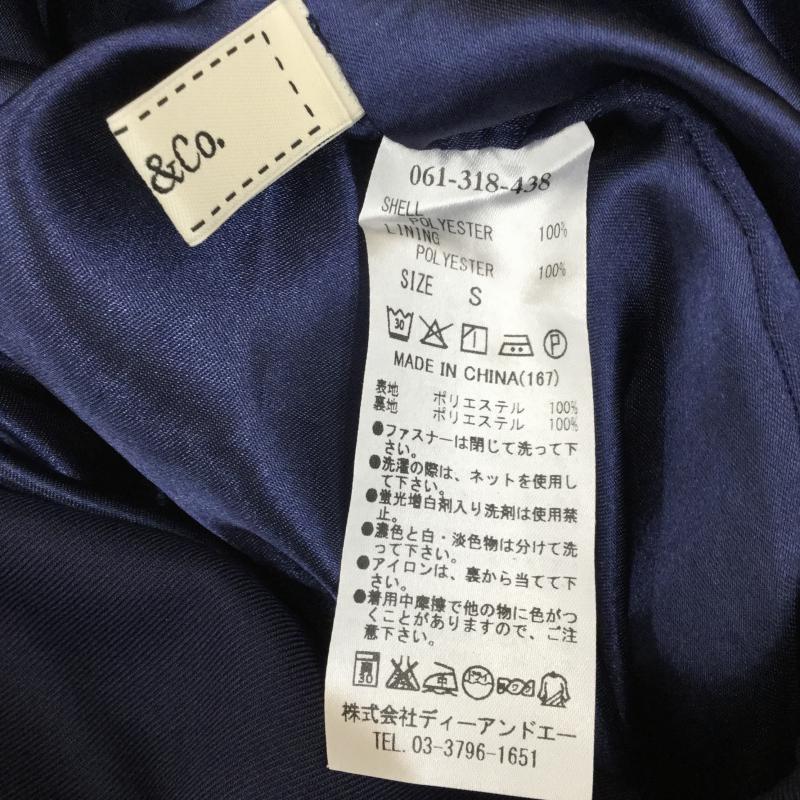 &Co.
061-318-438
SHELL
POLYESTER 100%
LINING
POLYESTER 100%
SIZE S
30
P
MADE IN CHINA(167)
表地 ポリエステル 100%
裏地 ポリエステル 100%
●ファスナーは閉じて洗って下
さい。
●洗濯の際は、ネットを使用し
て下さい。
●蛍光増白剤入り洗剤は使用禁
止。
●濃色と白・淡色物は分けて洗
って下さい。
●アイロンは、裏から当てて下
さい。
●着用中摩擦で他の物に色がつ
くことがありますので、ご注
意下さい。
30 中 ドライ
株式会社ディーアンドエー
TEL. 03-3796-1651